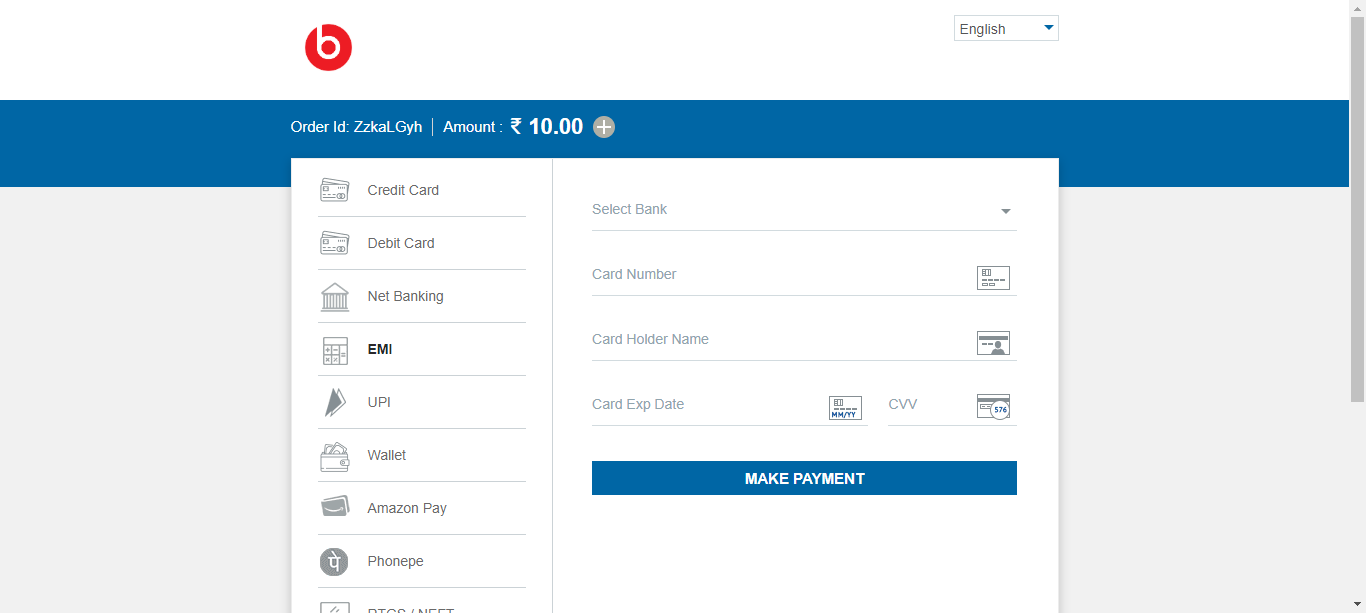 b
English
Order Id: ZzkaLGyh | Amount : ₹ 10.00
Credit Card
Debit Card
Net Banking
EMI
UPI
Wallet
Amazon Pay
Phonepe
RTGS / NEFT
Select Bank
Card Number
Card Holder Name
Card Exp Date
MM/YY
CVV
576
MAKE PAYMENT